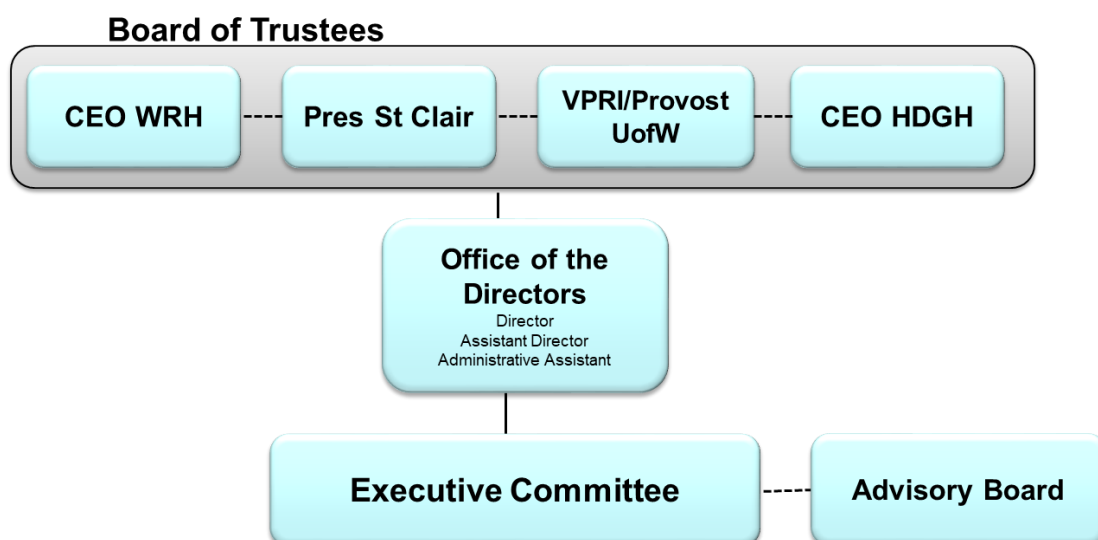 Board of Trustees
CEO WRH
Pres St Clair
VPRI/Provost
UofW
CEO HDGH
Office of the
Directors
Director
Assistant Director
Administrative Assistant
Executive Committee
Advisory Board